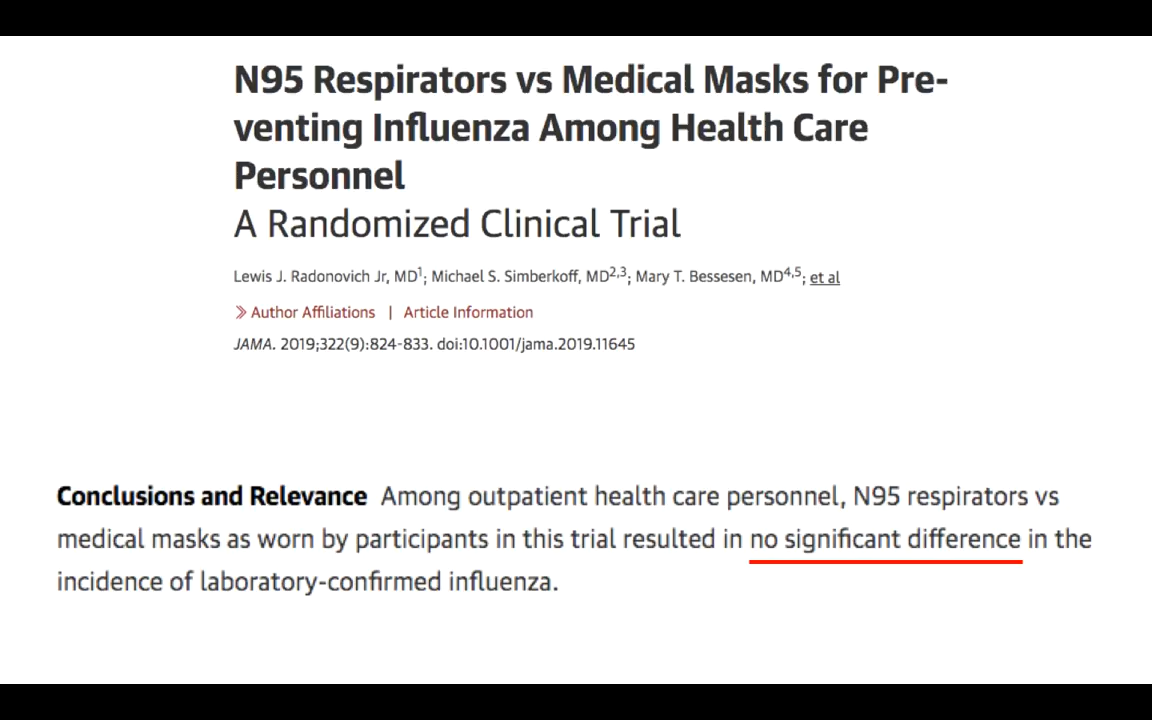 N95 Respirators vs Medical Masks for Pre-
venting Influenza Among Health Care
Personnel
A Randomized Clinical Trial
Lewis J. Radonovich Jr, MD1; Michael S. Simberkoff, MD2,3; Mary T. Bessesen, MD4,5; et al
» Author Affiliations | Article Information
JAMA. 2019;322(9):824-833. doi:10.1001/jama.2019.11645
Conclusions and Relevance Among outpatient health care personnel, N95 respirators vs
medical masks as worn by participants in this trial resulted in no significant difference in the
incidence of laboratory-confirmed influenza.